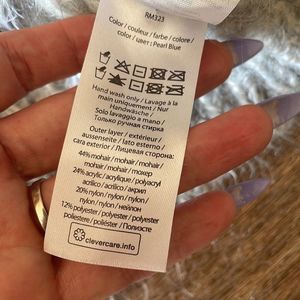 RM323
Color / couleur / farbe / colore /
color / цвет : Pearl Blue
Hand wash only / Lavage à la
main uniquement / Nur
Handwäsche /
Solo lavaggio a mano /
Только ручная стирка
Outer layer / extérieur /
aussenseite / lato esterno /
cara exterior / Лицевая сторона:
44% mohair / mohair / mohair /
mohair / mohair / мохер
24% acrylic / acrylique / polyacryl
acrilico / acrílico / акрил
20% nylon / nylon / nylon /
nylon / nylon / нейлон
12% polyester / polyester / polyester
poliestere / poliéster / Полиэстe
clevercare.info